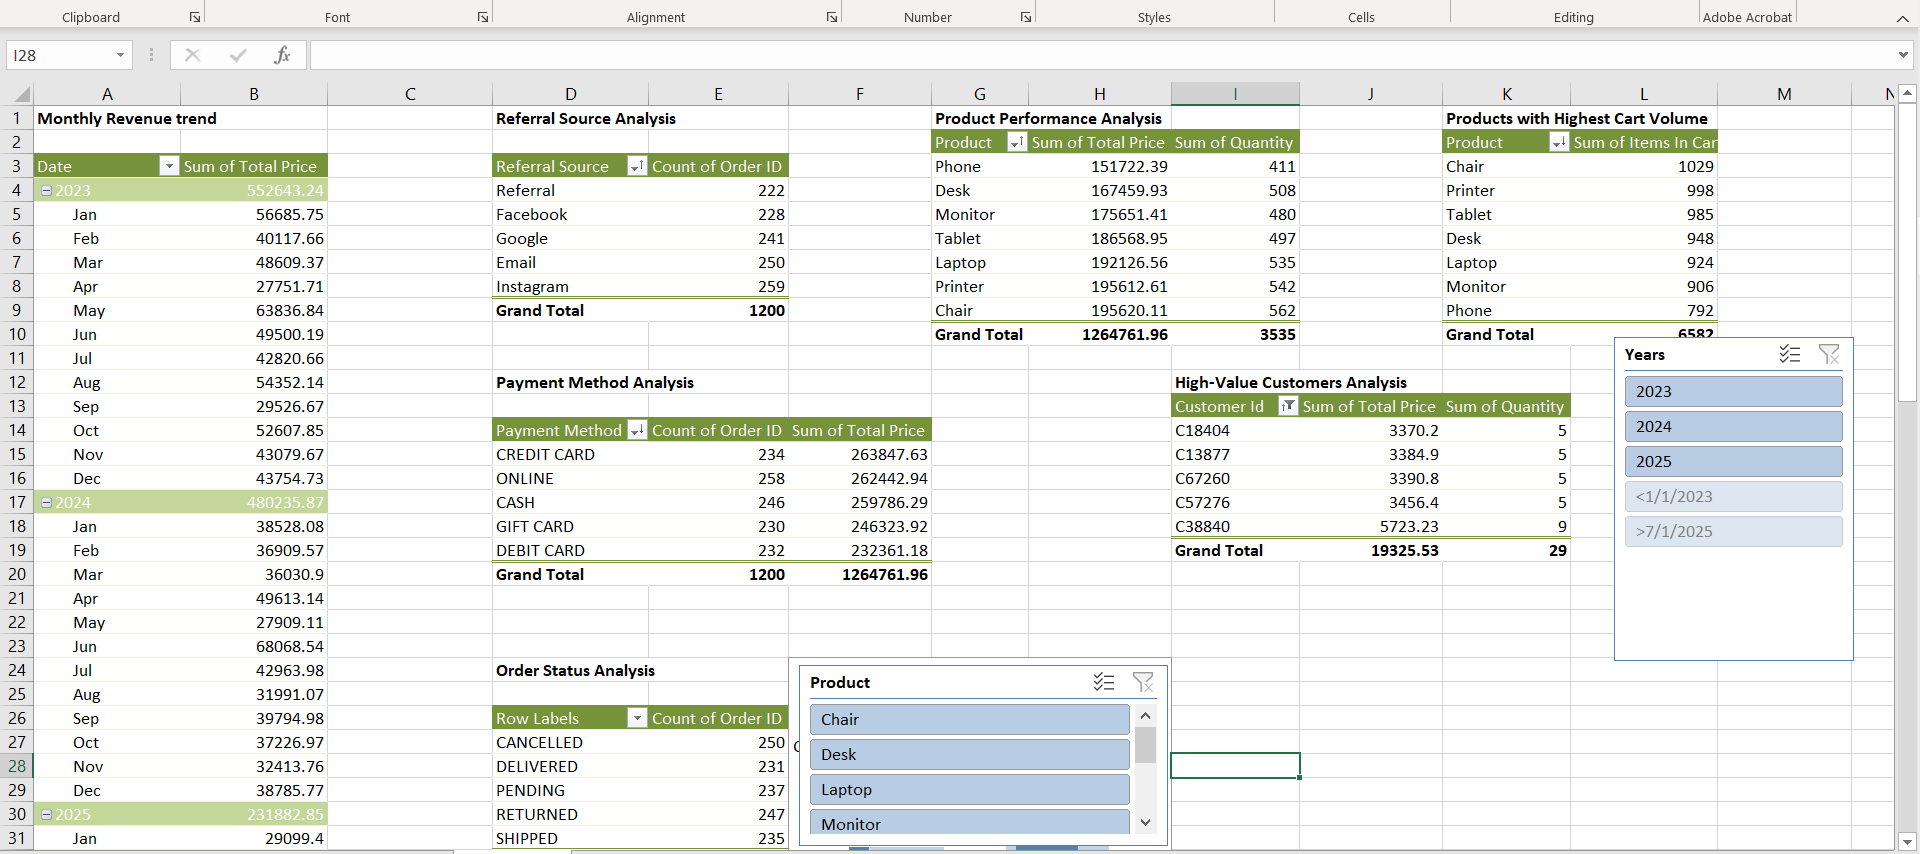 Clipboard Font Alignment Number Styles Cells Editing Adobe Acrobat
I28 fx
A B C D E F G H I J K L M N
1 Monthly Revenue trend Referral Source Analysis Product Performance Analysis Products with Highest Cart Volume
2 Product Sum of Total Price Sum of Quantity Product Sum of Items In Car
3 Date Sum of Total Price Referral Source Count of Order ID Phone 151722.39 411 Chair 1029
4 2023 552643.24 Referral 222 Desk 167459.93 508 Printer 998
5 Jan 56685.75 Facebook 228 Monitor 175651.41 480 Tablet 985
6 Feb 40117.66 Google 241 Tablet 186568.95 497 Desk 948
7 Mar 48609.37 Email 250 Laptop 192126.56 535 Laptop 924
8 Apr 27751.71 Instagram 259 Printer 195612.61 542 Monitor 906
9 May 63836.84 Grand Total 1200 Chair 195620.11 562 Phone 792
10 Jun 49500.19 Grand Total 1264761.96 3535 Grand Total 6582
11 Jul 42820.66 Years
12 Aug 54352.14 Payment Method Analysis High-Value Customers Analysis
13 Sep 29526.67 Customer Id Sum of Total Price Sum of Quantity 2023
14 Oct 52607.85 Payment Method Count of Order ID Sum of Total Price C18404 3370.2 5 2024
15 Nov 43079.67 CREDIT CARD 234 263847.63 C13877 3384.9 5 2025
16 Dec 43754.73 ONLINE 258 262442.94 C67260 3390.8 5
17 2024 480235.87 CASH 246 259786.29 C57276 3456.4 5 <1/1/2023
18 Jan 38528.08 GIFT CARD 230 246323.92 C38840 5723.23 9 >7/1/2025
19 Feb 36909.57 DEBIT CARD 232 232361.18 Grand Total 19325.53 29
20 Mar 36030.9 Grand Total 1200 1264761.96
21 Apr 49613.14
22 May 27909.11
23 Jun 68068.54
24 Jul 42963.98 Order Status Analysis Product
25 Aug 31991.07
26 Sep 39794.98 Row Labels Count of Order ID Chair
27 Oct 37226.97 CANCELLED 250 Desk
28 Nov 32413.76 DELIVERED 231
29 Dec 38785.77 PENDING 237 Laptop
30 2025 231882.85 RETURNED 247 Monitor
31 Jan 29099.4 SHIPPED 235